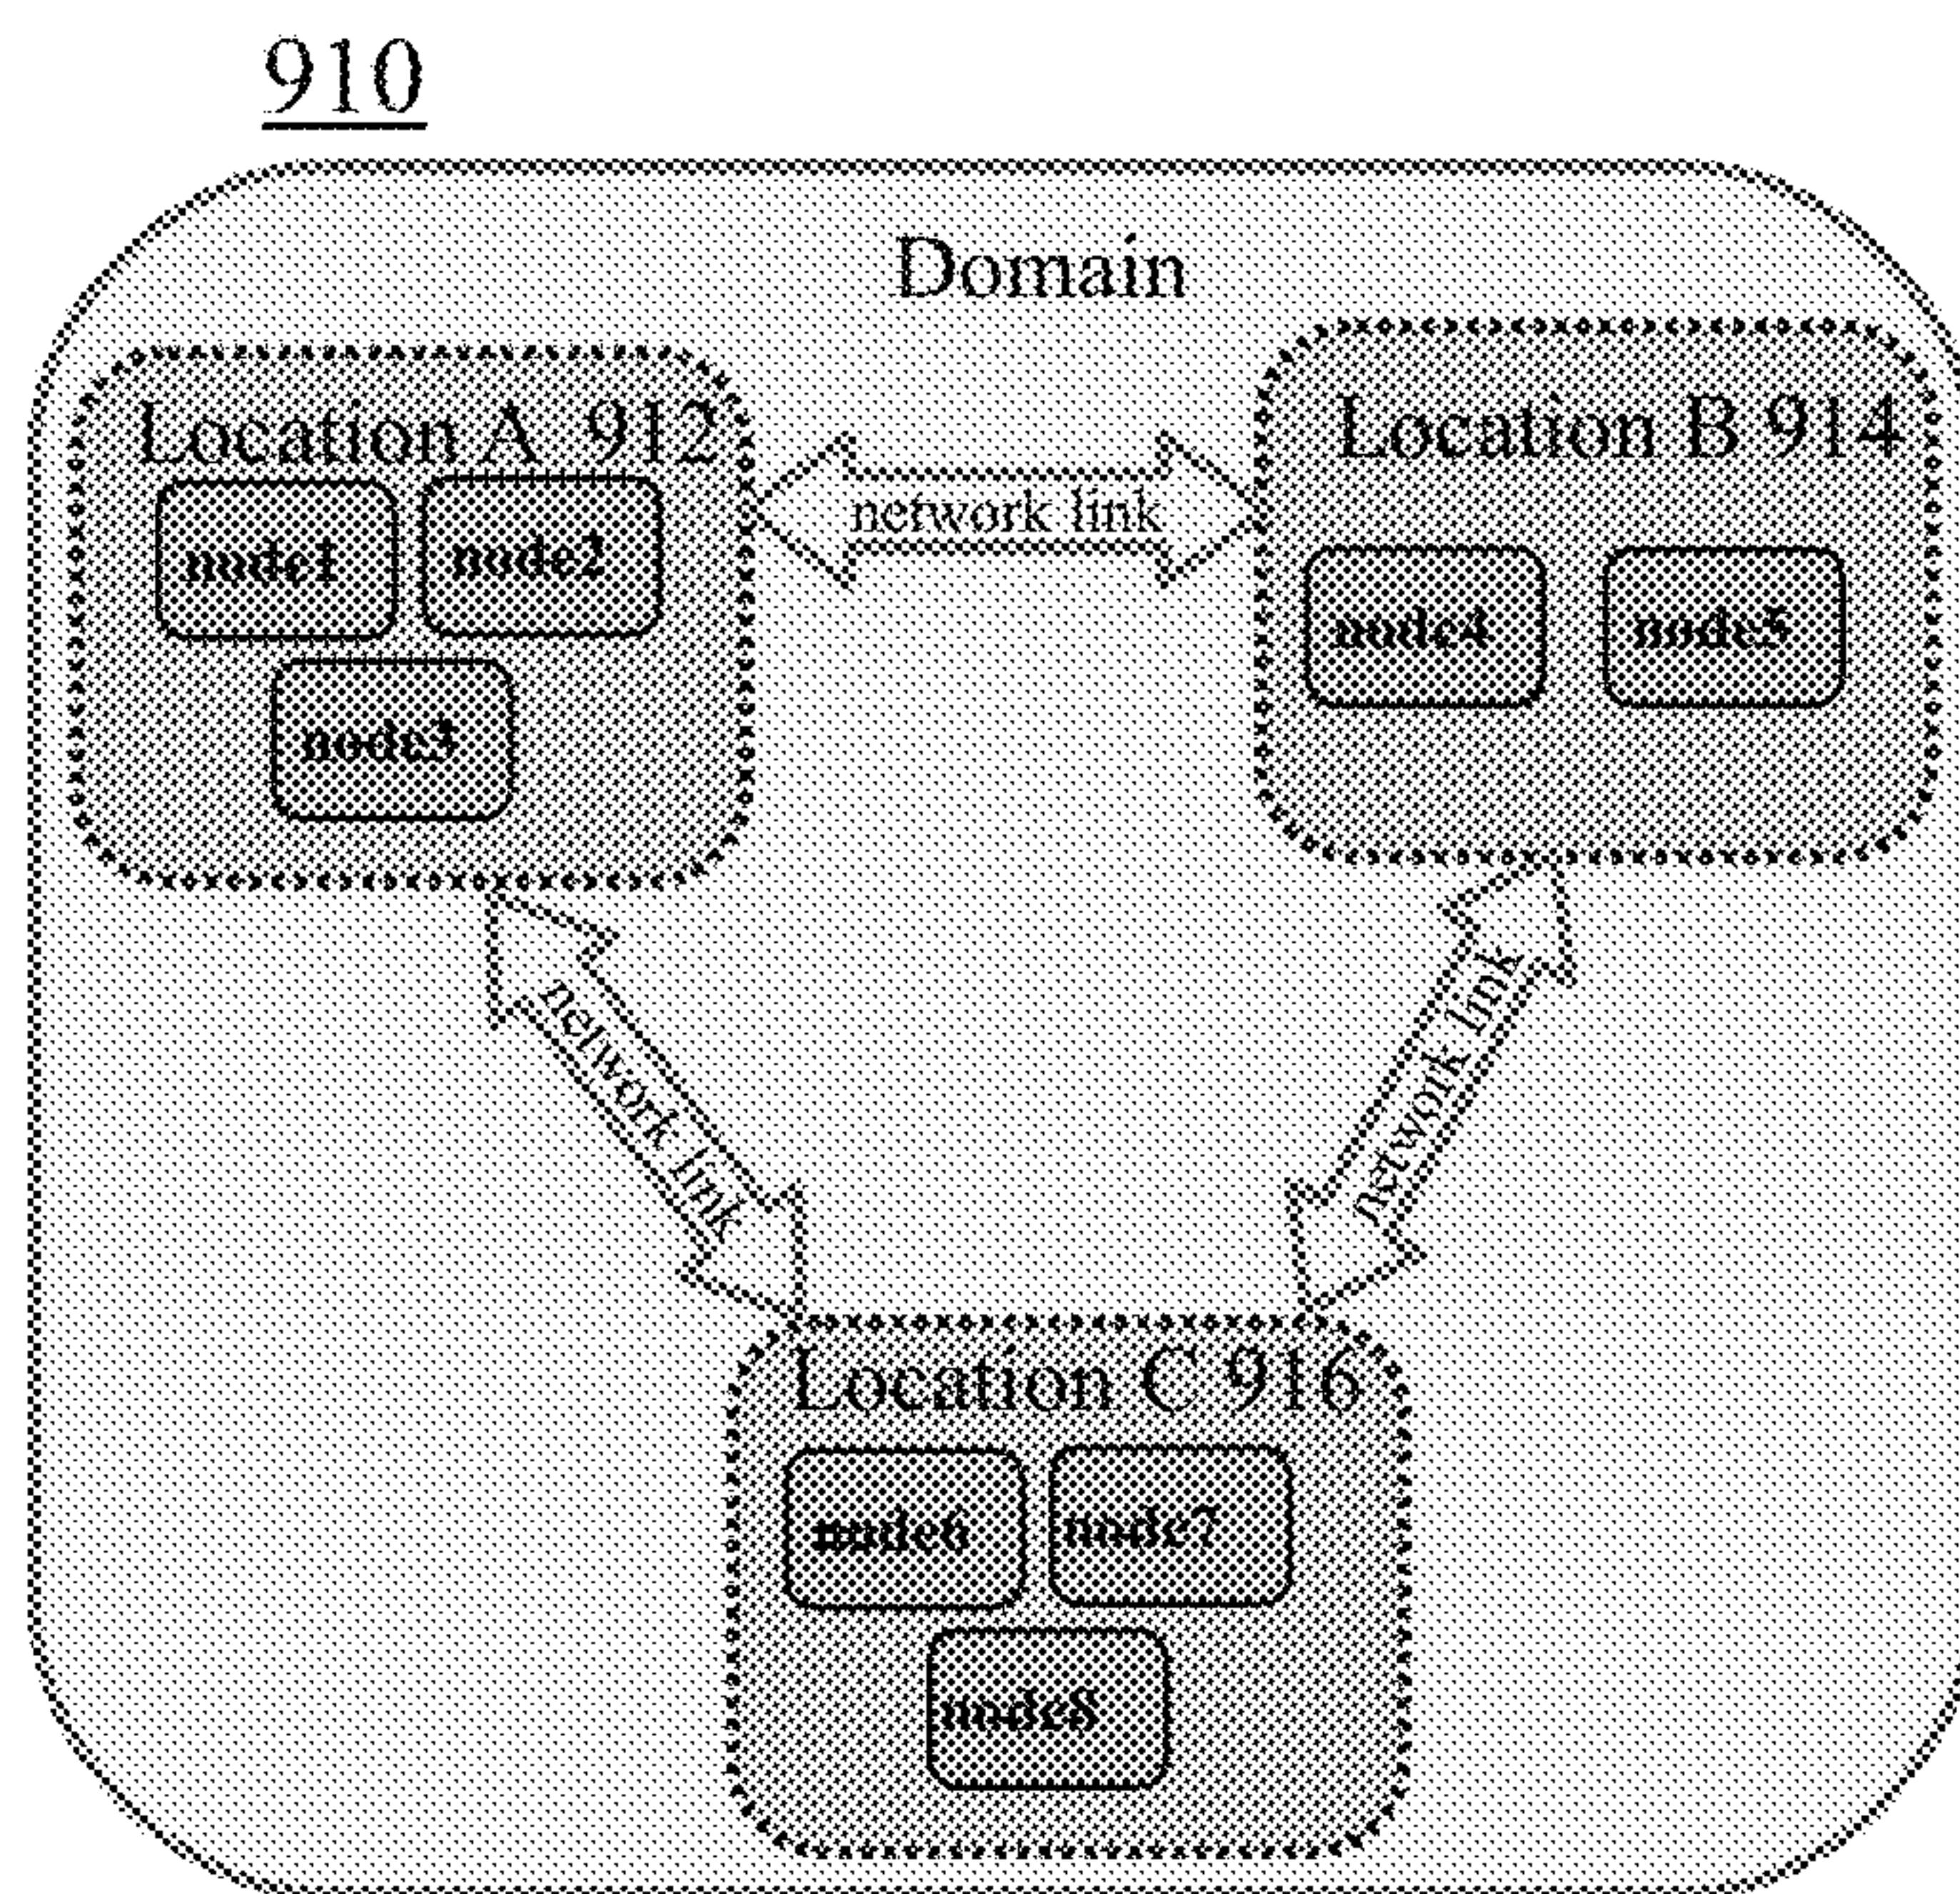 910
Domain
Location A 912
network link
Location B 914
node1
node2
node4
node5
node3
network link
network link
Location C 916
node6
node7
node8